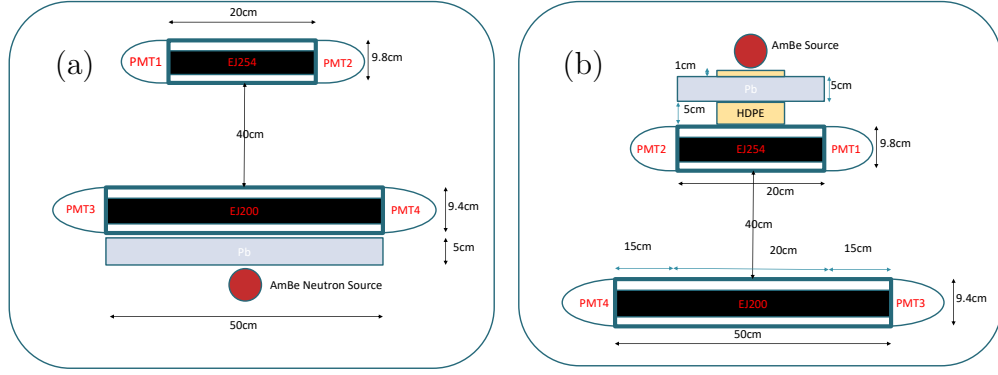 (a)
20cm
PMT1
EJ254
PMT2
9.8cm
40cm
PMT3
EJ200
PMT4
9.4cm
Pb
5cm
AmBe Neutron Source
50cm
(b)
AmBe Source
1cm
Pb
5cm
5cm
HDPE
PMT2
EJ254
PMT1
9.8cm
20cm
40cm
15cm
20cm
15cm
PMT4
EJ200
PMT3
9.4cm
50cm